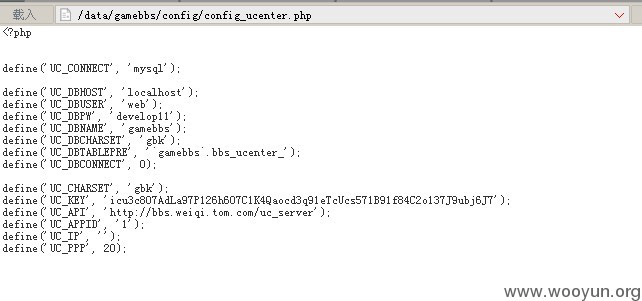 載入 /data/gamebbs/config/config_ucenter.php
<?php
define('UC_CONNECT', 'mysql');
define('UC_DBHOST', 'localhost');
define('UC_DBUSER', 'web');
define('UC_DBPW', 'develop11');
define('UC_DBNAME', 'gamebbs');
define('UC_DBCHARSET', 'gbk');
define('UC_DBTABLEPRE', '`gamebbs`.bbs_ucenter_');
define('UC_DBCONNECT', 0);
define('UC_CHARSET', 'gbk');
define('UC_KEY', 'icu3c807AdLa97P126h6O7C1K4Qaocd3q91eTcUcs571B91f84C2o137J9ubj6J7');
define('UC_API', 'http://bbs.weiqi.tom.com/uc_server');
define('UC_APPID', '1');
define('UC_IP', '');
define('UC_PPP', 20);
www.wooyun.org